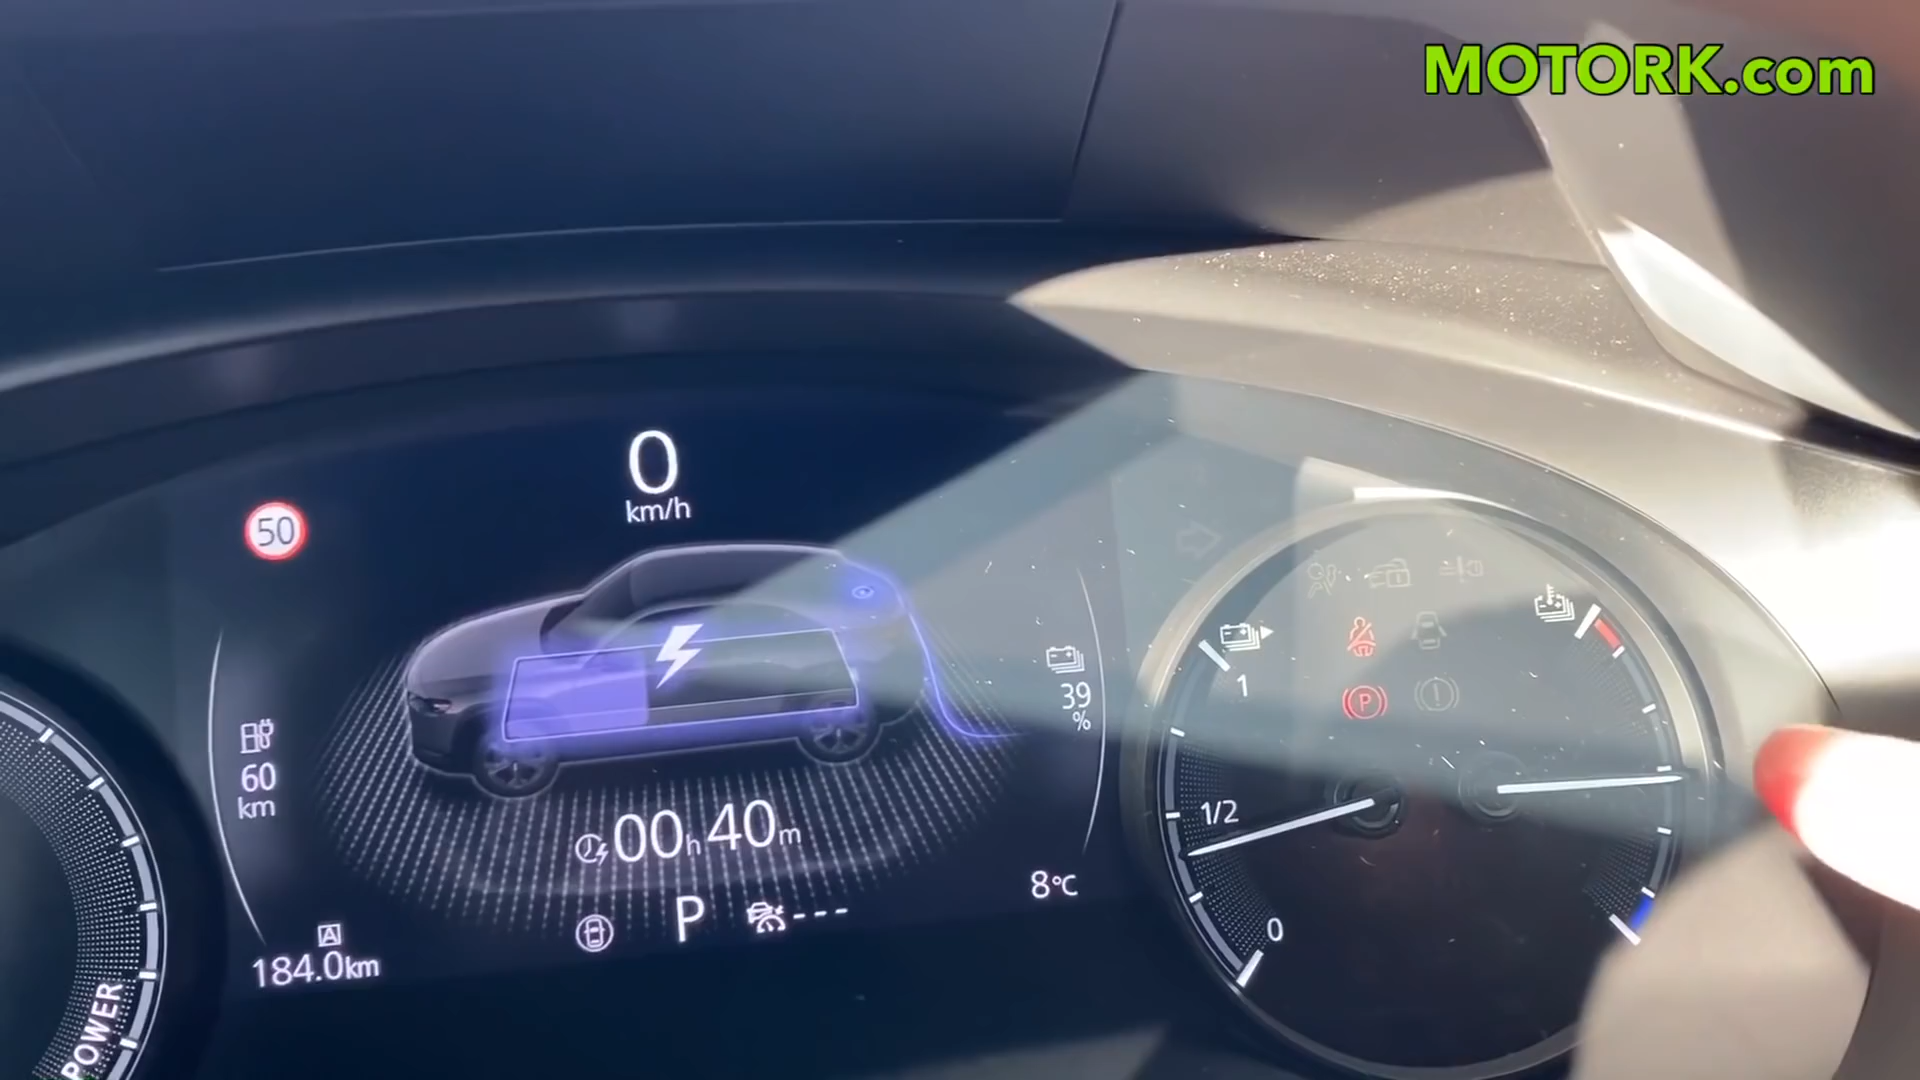 MOTORK.com
0
km/h
50
39
%
60
km
00h40m
P
---
8°C
A
184.0km
POWER
1
1/2
0
P